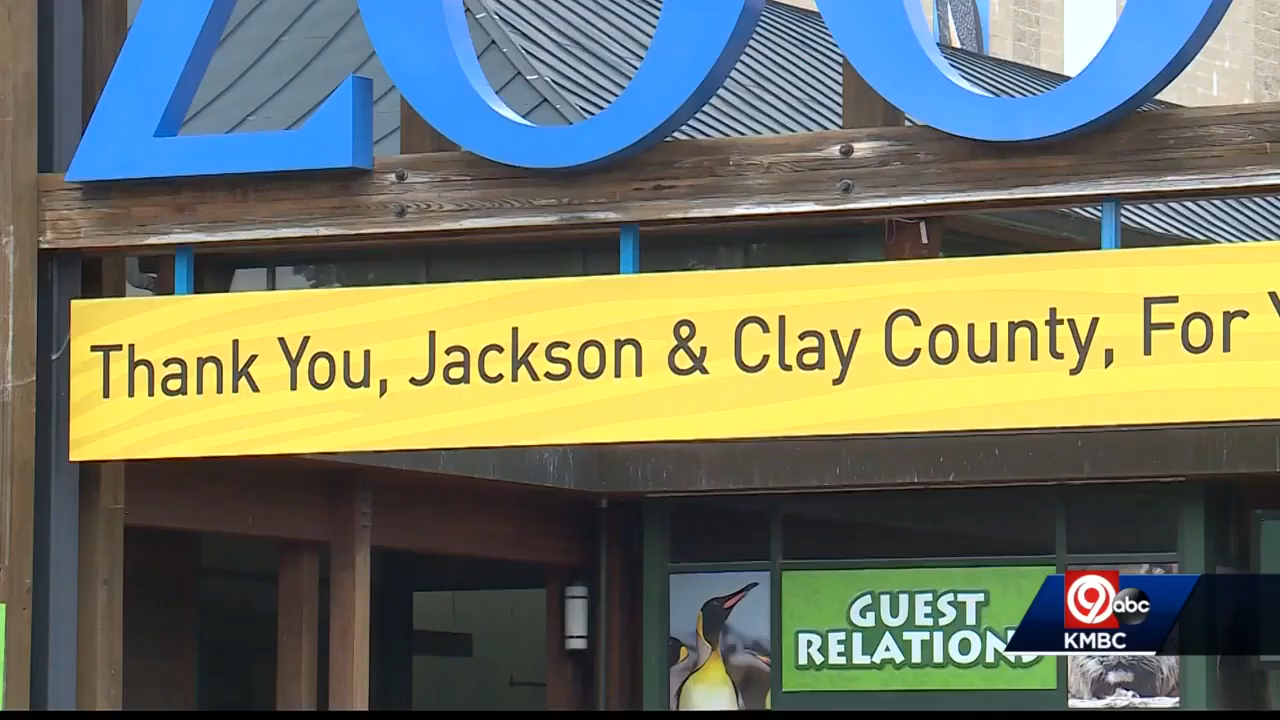 ZOO
Thank You, Jackson & Clay County, For
GUEST
RELATIONS
9 abc
KMBC